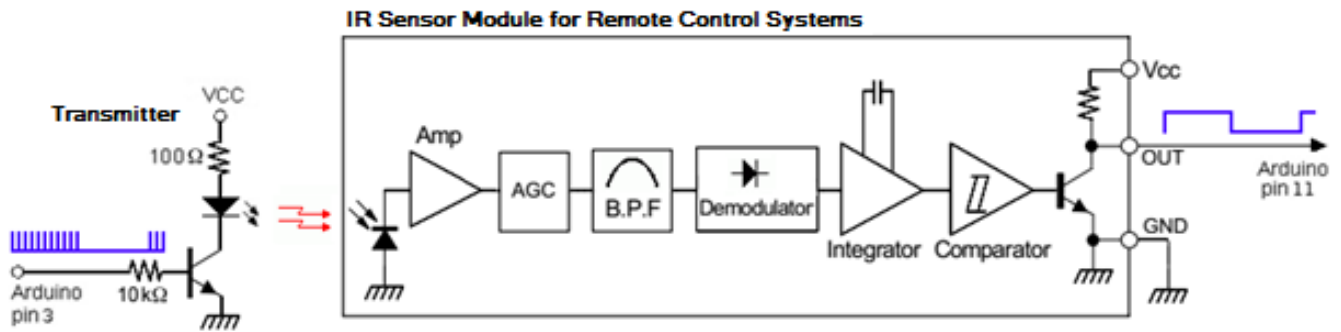 IR Sensor Module for Remote Control Systems
Transmitter
VCC
100Ω
Arduino
pin 3
10kΩ
Amp
AGC
B.P.F
Demodulator
Integrator
Comparator
Vcc
OUT
GND
Arduino
pin 11